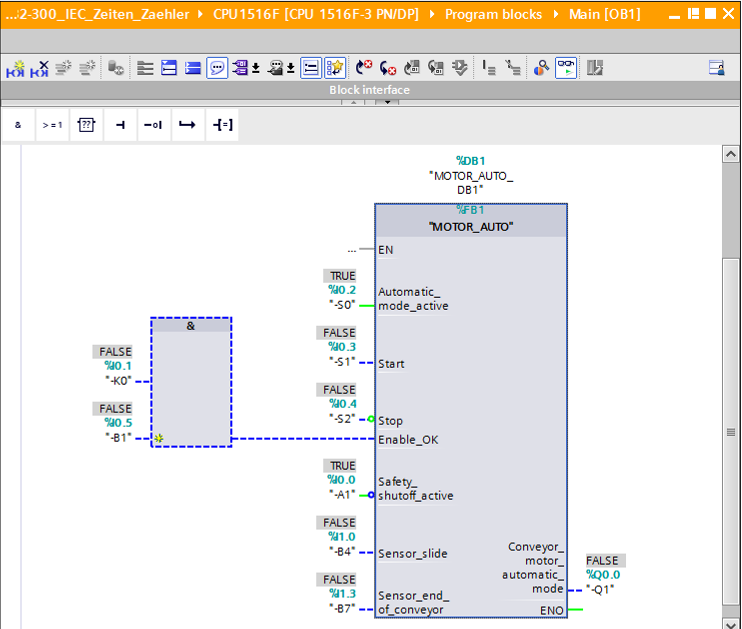 ...:32-300_IEC_Zeiten_Zaehler ▸ CPU1516F [CPU 1516F-3 PN/DP] ▸ Program blocks ▸ Main [OB1]
Block interface
& >=1 ??
%DB1
"MOTOR_AUTO_
DB1"
%FB1
"MOTOR_AUTO"
... EN
TRUE
%I0.2
"-S0"
Automatic_
mode_active
FALSE
%I0.3
"-S1" Start
FALSE
%I0.4
"-S2" Stop
&
FALSE
%I0.1
"-K0"
FALSE
%I0.5
"-B1"
Enable_OK
TRUE
%I0.0
"-A1"
Safety_
shutoff_active
FALSE
%I1.0
"-B4" Sensor_slide
FALSE
%I1.3
"-B7"
Sensor_end_
of_conveyor
Conveyor_
motor_
automatic_
mode
FALSE
%Q0.0
"-Q1"
ENO